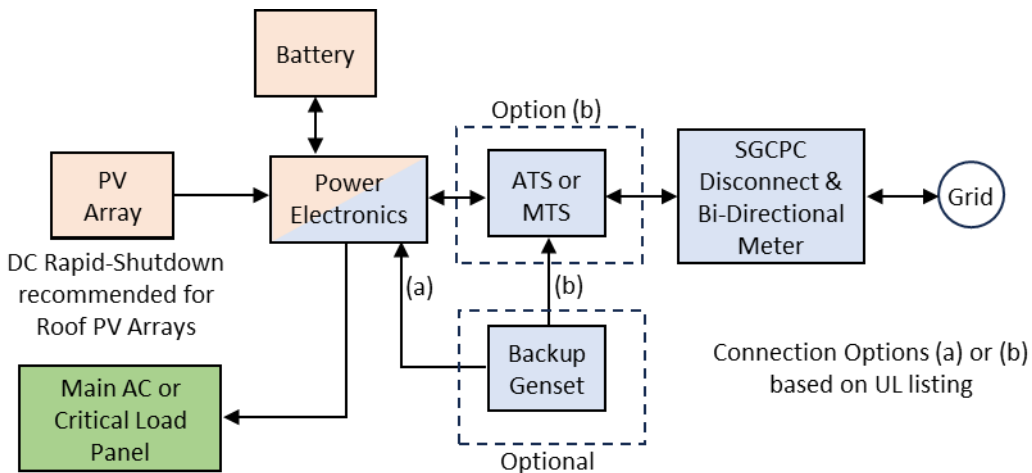 Battery
Option (b)
PV
Array
Power
Electronics
ATS or
MTS
SGCPC
Disconnect &
Bi-Directional
Meter
Grid
DC Rapid-Shutdown
recommended for
Roof PV Arrays
(a)
(b)
Backup
Genset
Connection Options (a) or (b)
based on UL listing
Main AC or
Critical Load
Panel
Optional